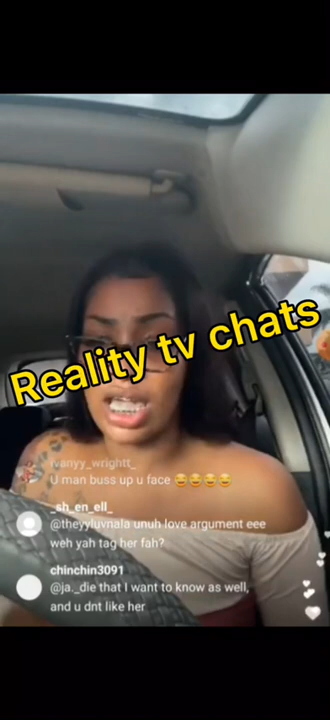 Reality tv chats
ivanyy_wrightt_
U man buss up u face 😂😂😂😂
_sh_en_ell_
@theyyluvnala unuh love argument eee
weh yah tag her fah?
chinchin3091
@ja._die that I want to know as well,
and u dnt like her